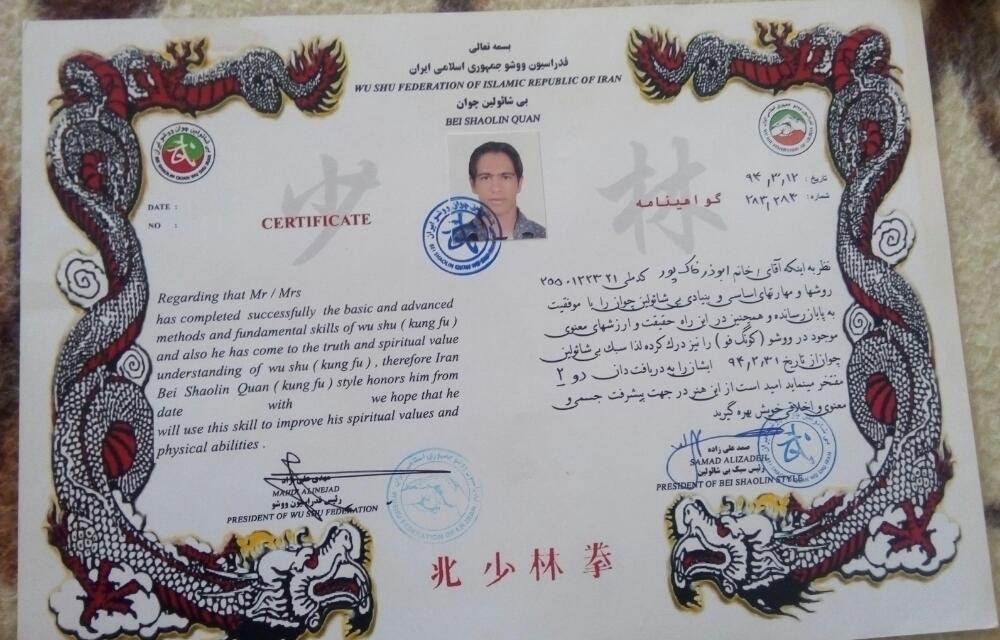 بسمه تعالی
فدراسیون ووشو جمهوری اسلامی ایران
WU SHU FEDERATION OF ISLAMIC REPUBLIC OF IRAN
بی شائولین چوان
BEI SHAOLIN QUAN
少 林
DATE :
NO :
CERTIFICATE
Regarding that Mr / Mrs
has completed successfully the basic and advanced
methods and fundamental skills of wu shu ( kung fu )
and also he has come to the truth and spiritual value
understanding of wu shu ( kung fu ) , therefore Iran
Bei Shaolin Quan ( kung fu ) style honors him from
date with we hope that he
will use this skill to improve his spiritual values and
physical abilities .
مهدی علی نژاد
MAHDI ALINEJAD
رئیس فدراسیون ووشو
PRESIDENT OF WU SHU FEDERATION
تاریخ : ۹۴,۳,۱۲
شماره : ۲۸۳,۲۸۳
گواهینامه
نظر به اینکه آقای / خانم ابوذر خاک پور کدملی
روشها و مهارتهای اساسی و بنیادی بی شائولین چوان را با موفقیت
به پایان رسانده و همچنین در این راه حقیقت و ارزشهای معنوی
موجود در ووشو ( کونگ فو ) را نیز درک کرده لذا سبک بی شائولین
چوان از تاریخ ۹۴,۲,۳۱ ایشان را به دریافت دان رو ۲
مفتخر مینماید امید است از این هنر در جهت پیشرفت جسمی و
معنوی و اخلاقی خویش بهره گیرید
صمد علی زاده
SAMAD ALIZADEH
رئیس سبک بی شائولین
PRESIDENT OF BEI SHAOLIN STYLE
北 少 林 拳